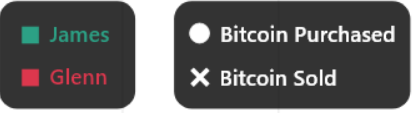 James
Glenn
Bitcoin Purchased
Bitcoin Sold